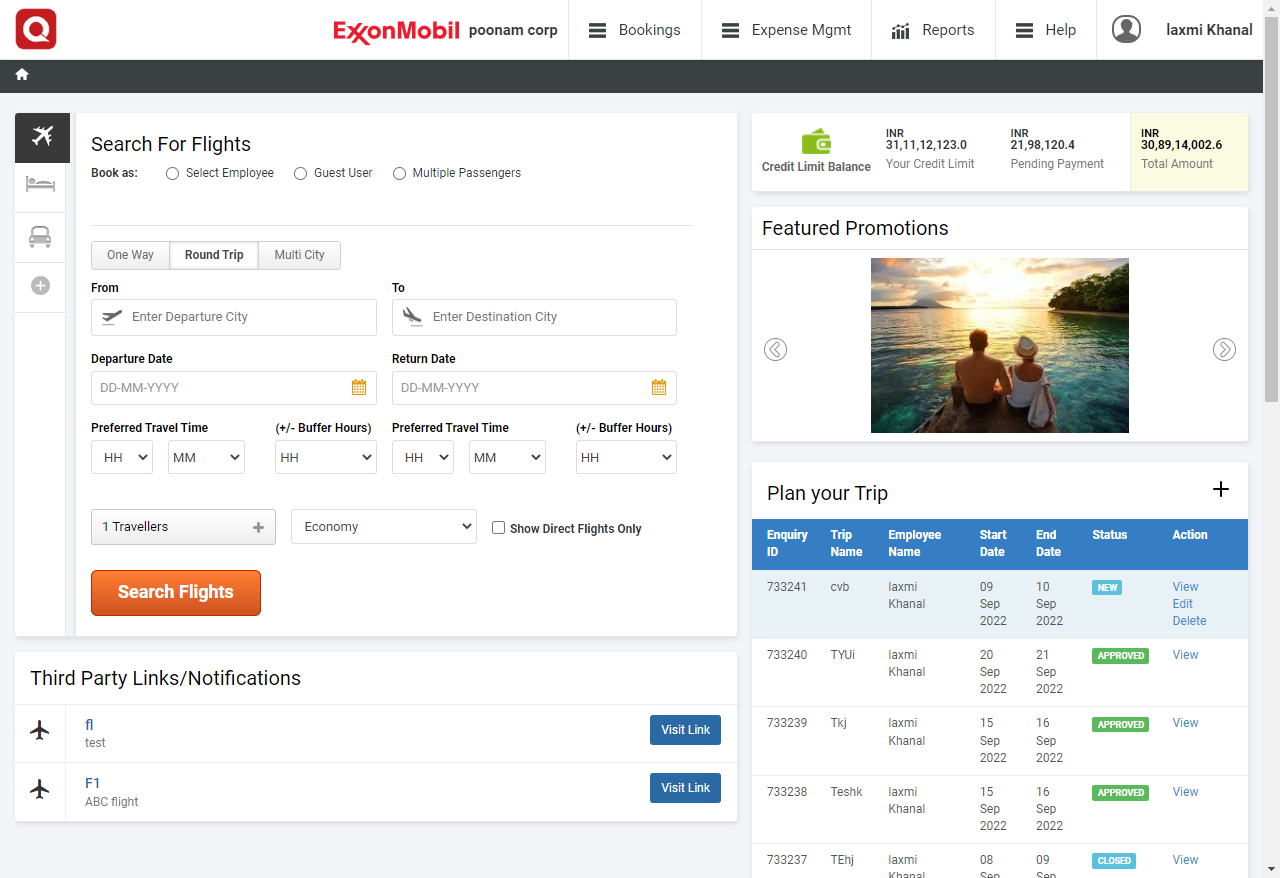 Q
ExxonMobil poonam corp
Bookings
Expense Mgmt
Reports
Help
laxmi Khanal
Search For Flights
Book as: Select Employee Guest User Multiple Passengers
One Way Round Trip Multi City
From To
Enter Departure City Enter Destination City
Departure Date Return Date
DD-MM-YYYY DD-MM-YYYY
Preferred Travel Time (+/- Buffer Hours) Preferred Travel Time (+/- Buffer Hours)
HH MM HH HH MM HH
1 Travellers Economy Show Direct Flights Only
Search Flights
Third Party Links/Notifications
fl
test
Visit Link
F1
ABC flight
Visit Link
Credit Limit Balance
INR
31,11,12,123.0
Your Credit Limit
INR
21,98,120.4
Pending Payment
INR
30,89,14,002.6
Total Amount
Featured Promotions
Plan your Trip
Enquiry ID Trip Name Employee Name Start Date End Date Status Action
733241 cvb laxmi Khanal 09 Sep 2022 10 Sep 2022 NEW View Edit Delete
733240 TYUi laxmi Khanal 20 Sep 2022 21 Sep 2022 APPROVED View
733239 Tkj laxmi Khanal 15 Sep 2022 16 Sep 2022 APPROVED View
733238 Teshk laxmi Khanal 15 Sep 2022 16 Sep 2022 APPROVED View
733237 TEhj laxmi Khanal 08 Sep 09 Sep CLOSED View